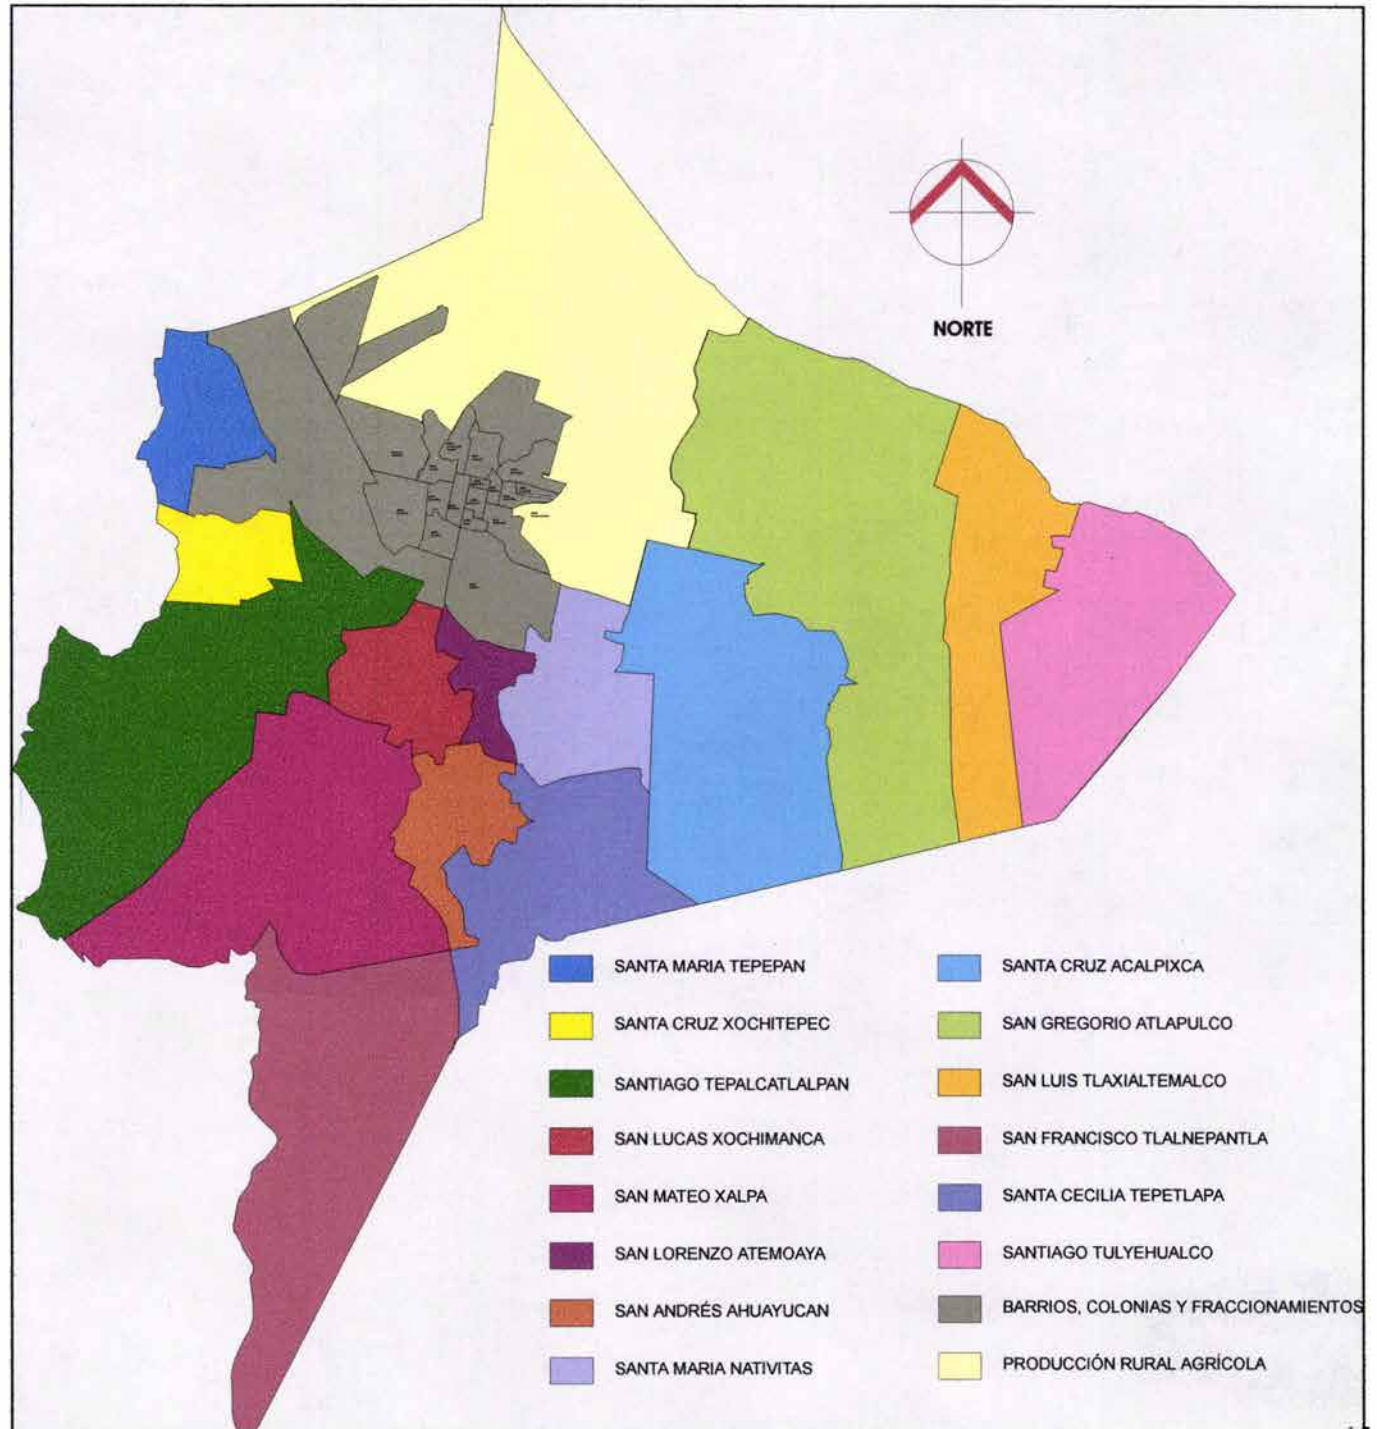 NORTE
SANTA MARIA TEPEPAN
SANTA CRUZ XOCHITEPEC
SANTIAGO TEPALCATLALPAN
SAN LUCAS XOCHIMANCA
SAN MATEO XALPA
SAN LORENZO ATEMOAYA
SAN ANDRÉS AHUAYUCAN
SANTA MARIA NATIVITAS
SANTA CRUZ ACALPIXCA
SAN GREGORIO ATLAPULCO
SAN LUIS TLAXIALTEMALCO
SAN FRANCISCO TLALNEPANTLA
SANTA CECILIA TEPETLAPA
SANTIAGO TULYEHUALCO
BARRIOS, COLONIAS Y FRACCIONAMIENTOS
PRODUCCIÓN RURAL AGRÍCOLA